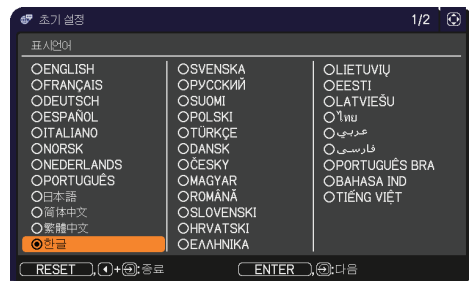 초기 설정 1/2
표시언어
ENGLISH
FRANÇAIS
DEUTSCH
ESPAÑOL
ITALIANO
NORSK
NEDERLANDS
PORTUGUÊS
日本語
简体中文
繁體中文
한글
SVENSKA
РУССКИЙ
SUOMI
POLSKI
TÜRKÇE
DANSK
ČESKY
MAGYAR
ROMÂNĂ
SLOVENSKI
HRVATSKI
ΕΛΛΗΝΙΚΑ
LIETUVIŲ
EESTI
LATVIEŠU
ไทย
عربي
فارسی
PORTUGUÊS BRA
BAHASA IND
TIẾNG VIỆT
RESET ,+:종료 ENTER ,:다음